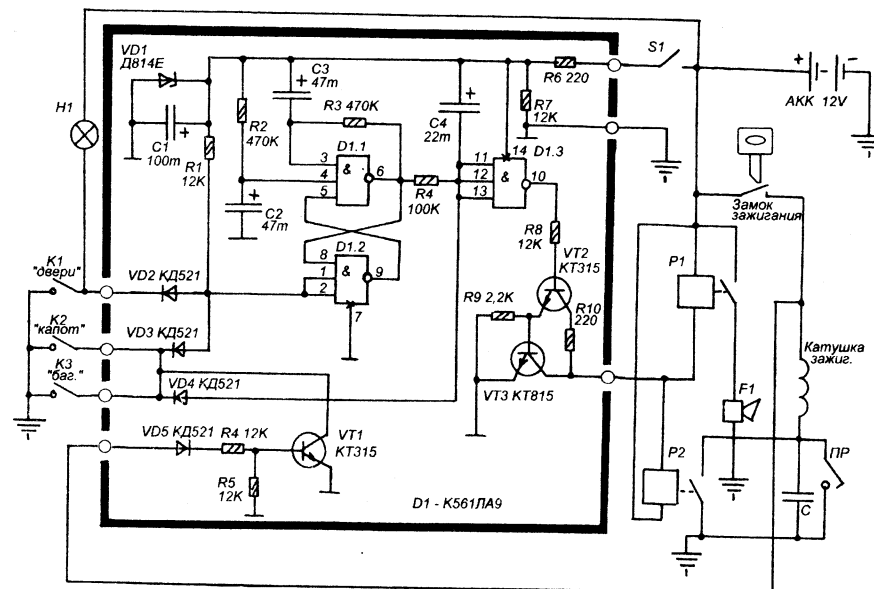 VD1
Д814Е
C3
47m
S1
R6 220
+
-
АКК 12V
H1
+
R3 470K
C4
22m
R7
12K
C1
100m
R2
470K
R1
12K
D1.1
3
4
5
&
6
R4
100K
11
12
13
14
D1.3
&
10
Замок
зажигания
C2
47m
D1.2
8
1
2
&
9
7
R8
12K
VT2
КТ315
P1
K1
"двери"
VD2 КД521
R9 2,2K
R10
220
K2
"капот"
VD3 КД521
Катушка
зажиг.
K3
"баг."
VD4 КД521
VT3 КТ815
F1
VD5 КД521
R4 12K
VT1
КТ315
P2
ПР
R5
12K
C
D1 - К561ЛА9